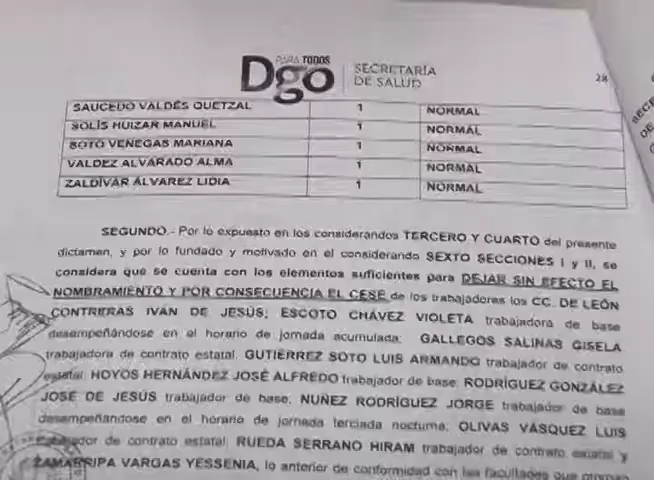 PARA TODOS
Dgo
SECRETARÍA
DE SALUD
28
SAUCEDO VALDÉS QUETZAL 1 NORMAL
SOLÍS HUIZAR MANUEL 1 NORMAL
SOTO VENEGAS MARIANA 1 NORMAL
VALDEZ ALVARADO ALMA 1 NORMAL
ZALDÍVAR ÁLVAREZ LIDIA 1 NORMAL
SEGUNDO.- Por lo expuesto en los considerandos TERCERO Y CUARTO del presente
dictamen, y por lo fundado y motivado en el considerando SEXTO SECCIONES I y II, se
considera que se cuenta con los elementos suficientes para DEJAR SIN EFECTO EL
NOMBRAMIENTO Y POR CONSECUENCIA EL CESE de los trabajadores los CC. DE LEÓN
CONTRERAS IVÁN DE JESÚS; ESCOTO CHÁVEZ VIOLETA trabajadora de base
desempeñándose en el horario de jornada acumulada; GALLEGOS SALINAS GISELA
trabajadora de contrato estatal, GUTIÉRREZ SOTO LUIS ARMANDO trabajador de contrato
estatal, HOYOS HERNÁNDEZ JOSÉ ALFREDO trabajador de base, RODRÍGUEZ GONZÁLEZ
JOSÉ DE JESÚS trabajador de base, NUÑEZ RODRÍGUEZ JORGE trabajador de base
desempeñándose en el horario de jornada terciada nocturna; OLIVAS VÁSQUEZ LUIS
trabajador de contrato estatal, RUEDA SERRANO HIRAM trabajador de contrato estatal y
ZAMARRIPA VARGAS YESSENIA, lo anterior de conformidad con las facultades que